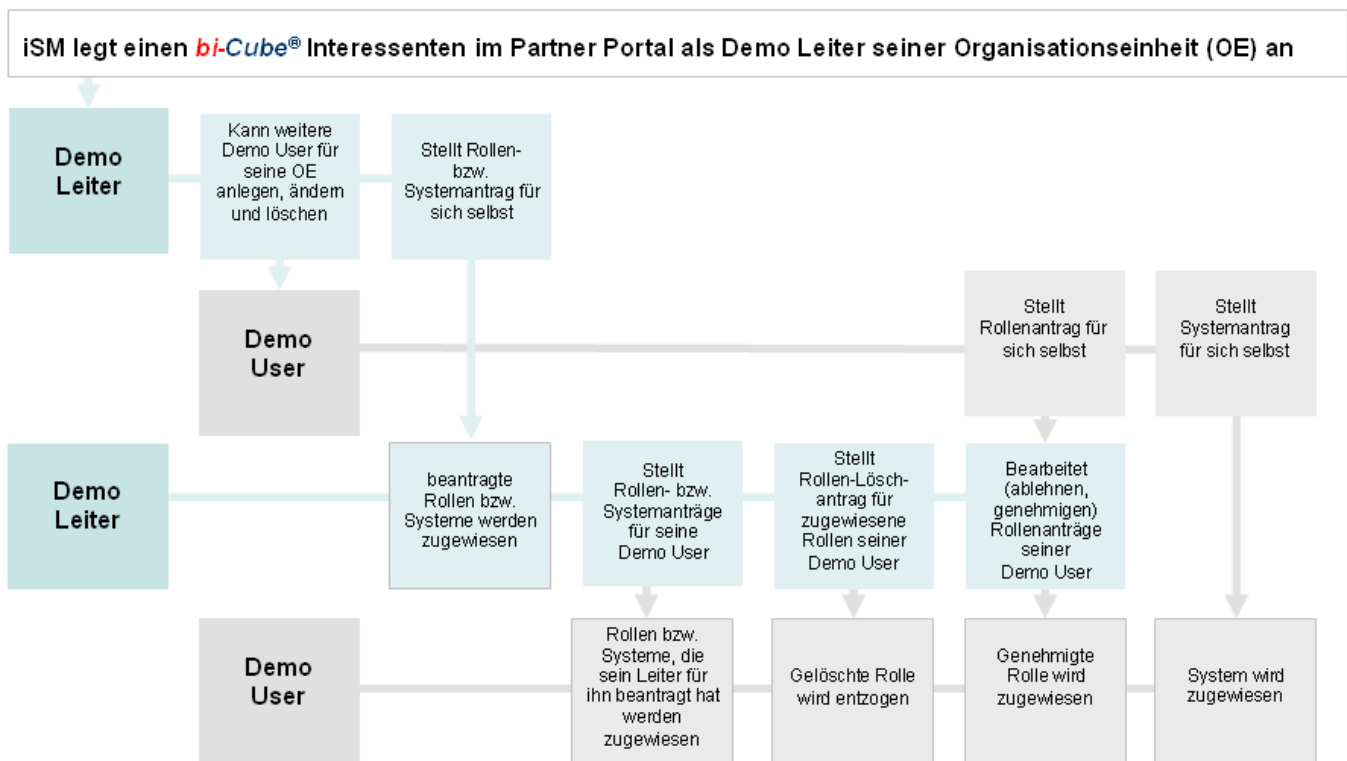 iSM legt einen bi-Cube® Interessenten im Partner Portal als Demo Leiter seiner Organisationseinheit (OE) an
Demo
Leiter
Kann weitere
Demo User für
seine OE
anlegen, ändern
und löschen
Stellt Rollen-
bzw.
Systemantrag für
sich selbst
Demo
User
Stellt
Rollenantrag für
sich selbst
Stellt
Systemantrag
für sich selbst
Demo
Leiter
beantragte
Rollen bzw.
Systeme werden
zugewiesen
Stellt
Rollen- bzw.
Systemanträge
für seine
Demo User
Stellt
Rollen-Lösch-
antrag für
zugewiesene
Rollen seiner
Demo User
Bearbeitet
(ablehnen,
genehmigen)
Rollenanträge
seiner
Demo User
Demo
User
Rollen bzw.
Systeme, die
sein Leiter für
ihn beantragt hat
werden
zugewiesen
Gelöschte Rolle
wird entzogen
Genehmigte
Rolle wird
zugewiesen
System wird
zugewiesen